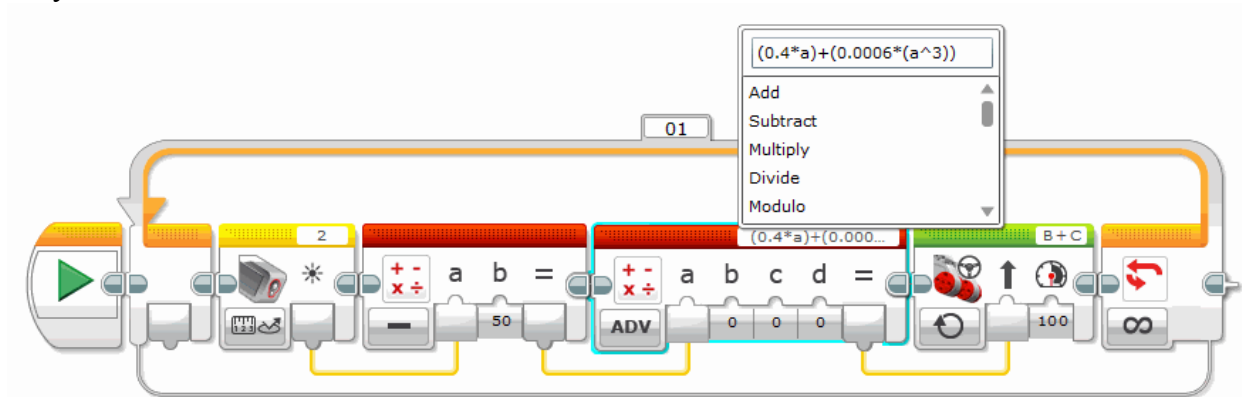 (0.4*a)+(0.0006*(a^3))
Add
Subtract
Multiply
Divide
Modulo
01
2
(0.4*a)+(0.000...
B+C
a b =
a b c d =
50
ADV
0 0 0
100